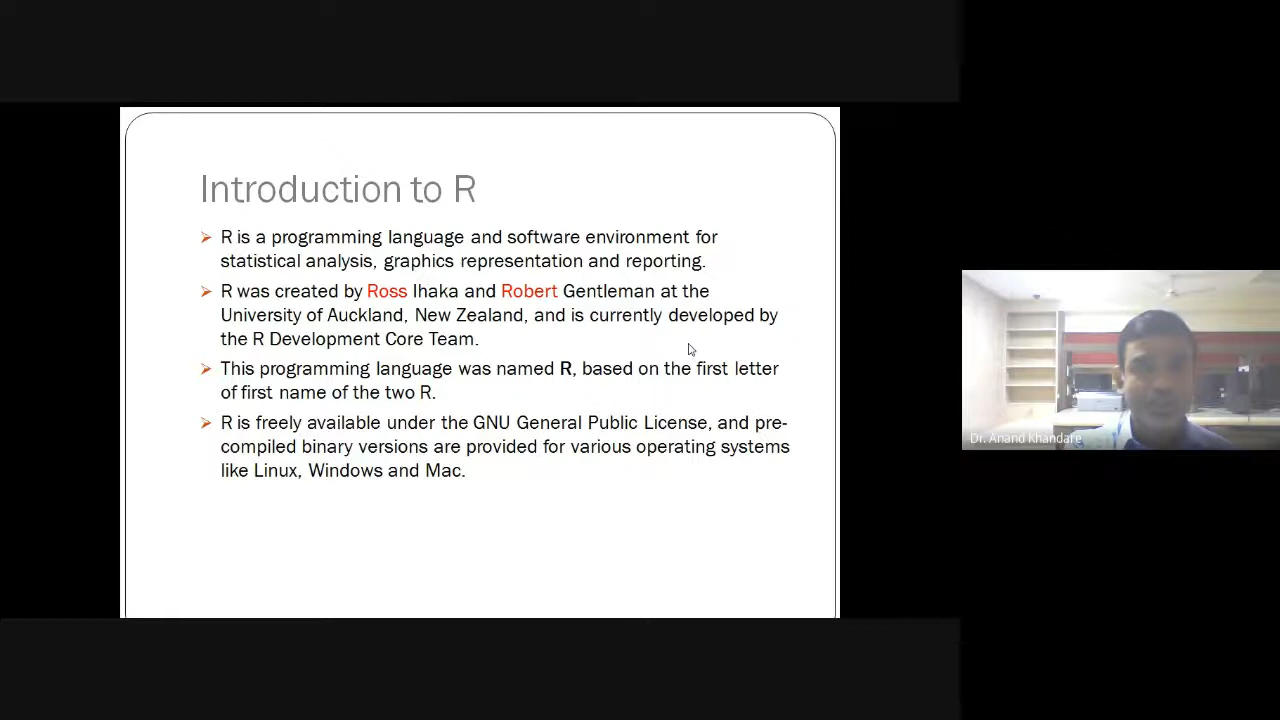 Introduction to R
R is a programming language and software environment for
statistical analysis, graphics representation and reporting.
R was created by Ross Ihaka and Robert Gentleman at the
University of Auckland, New Zealand, and is currently developed by
the R Development Core Team.
This programming language was named R, based on the first letter
of first name of the two R.
R is freely available under the GNU General Public License, and pre-
compiled binary versions are provided for various operating systems
like Linux, Windows and Mac.
Dr. Anand Khandare